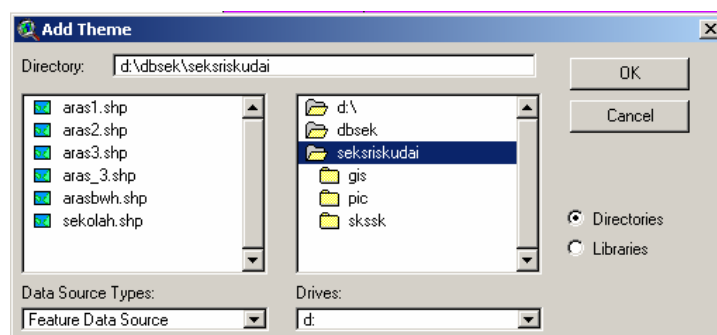 Add Theme
Directory: d:\dbsek\seksriskudai
OK
Cancel
aras1.shp
aras2.shp
aras3.shp
aras_3.shp
arasbwh.shp
sekolah.shp
d:\
dbsek
seksriskudai
gis
pic
skssk
Directories
Libraries
Data Source Types:
Feature Data Source
Drives:
d: